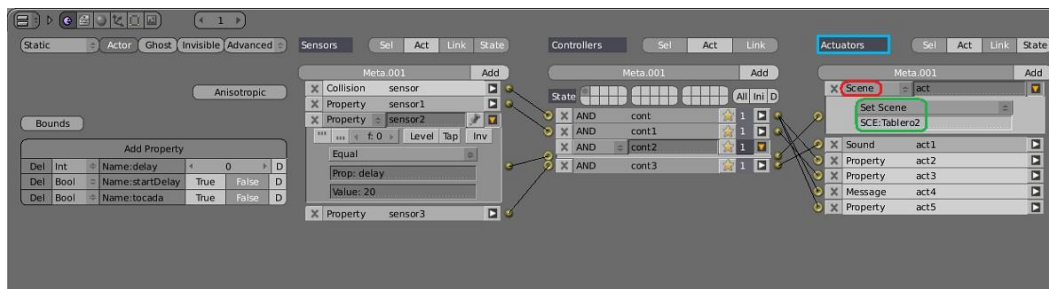 1
Static Actor Ghost Invisible Advanced Sensors Sel Act Link State Controllers Sel Act Link Actuators Sel Act Link State
Meta.001 Add Meta.001 Add Meta.001 Add
X Collision sensor State All Ini D X Scene act
Anisotropic X Property sensor1 X AND cont 1 Set Scene
X Property sensor2 X AND cont1 1 SCE:Tablero2
Bounds f: 0 Level Tap Inv X AND cont2 1 X Sound act1
Add Property Equal X AND cont3 1 X Property act2
Del Int Name:delay 0 D Prop: delay X Property act3
Del Bool Name:startDelay True False D Value: 20 X Message act4
Del Bool Name:tocada True False D X Property sensor3 X Property act5